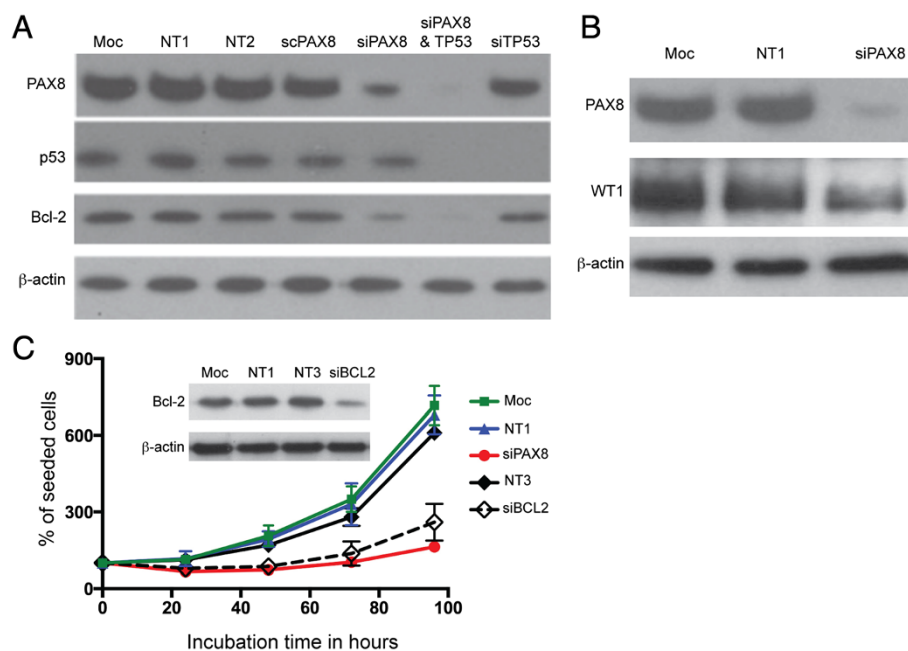 A
Moc NT1 NT2 scPAX8 siPAX8 siPAX8 & TP53 siTP53
PAX8
p53
Bcl-2
β-actin
B
Moc NT1 siPAX8
PAX8
WT1
β-actin
C
900
600
300
0
% of seeded cells
Moc NT1 NT3 siBCL2
Bcl-2
β-actin
Moc
NT1
siPAX8
NT3
siBCL2
0 20 40 60 80 100
Incubation time in hours